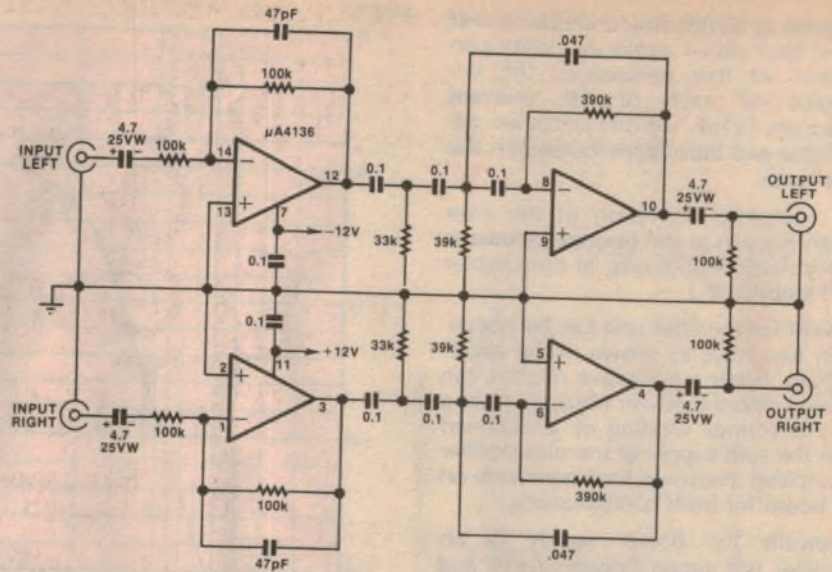 47pF
.047
100k
390k
µA4136
4.7
25VW
+ -
100k
INPUT
LEFT
14
-
12
0.1
0.1
0.1
8
-
10
4.7
25VW
+ -
OUTPUT
LEFT
13
+
7
-12V
9
+
0.1
33k
39k
100k
0.1
+12V
33k
39k
100k
11
2
+
5
+
INPUT
RIGHT
4.7
25VW
+ -
100k
1
-
3
0.1
0.1
0.1
6
-
4
4.7
25VW
+ -
OUTPUT
RIGHT
100k
390k
47pF
.047